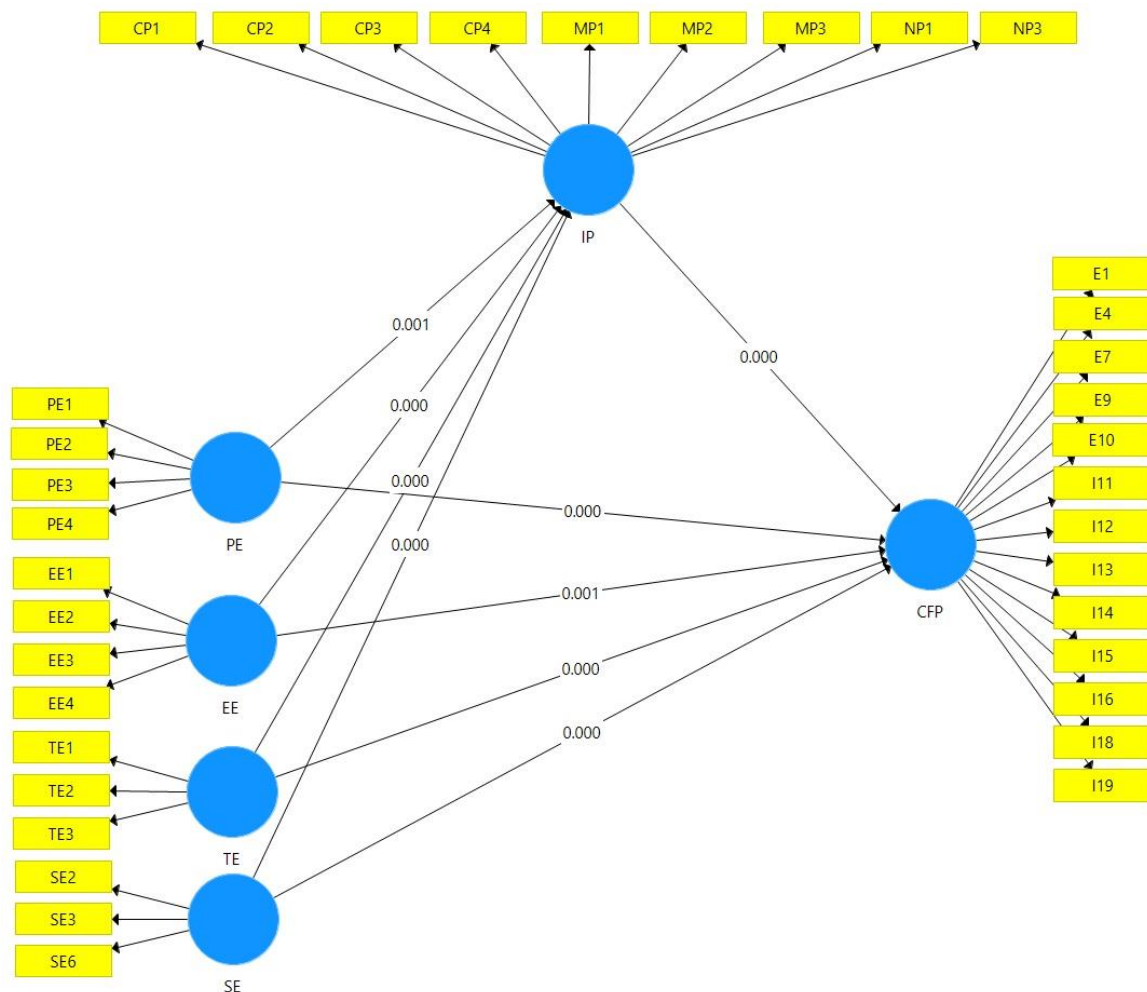 CP1
CP2
CP3
CP4
MP1
MP2
MP3
NP1
NP3
IP
0.001
0.000
0.000
0.000
0.000
PE1
PE2
PE3
PE4
PE
EE1
EE2
EE3
EE4
EE
TE1
TE2
TE3
TE
SE2
SE3
SE6
SE
0.000
0.001
0.000
0.000
CFP
E1
E4
E7
E9
E10
I11
I12
I13
I14
I15
I16
I18
I19